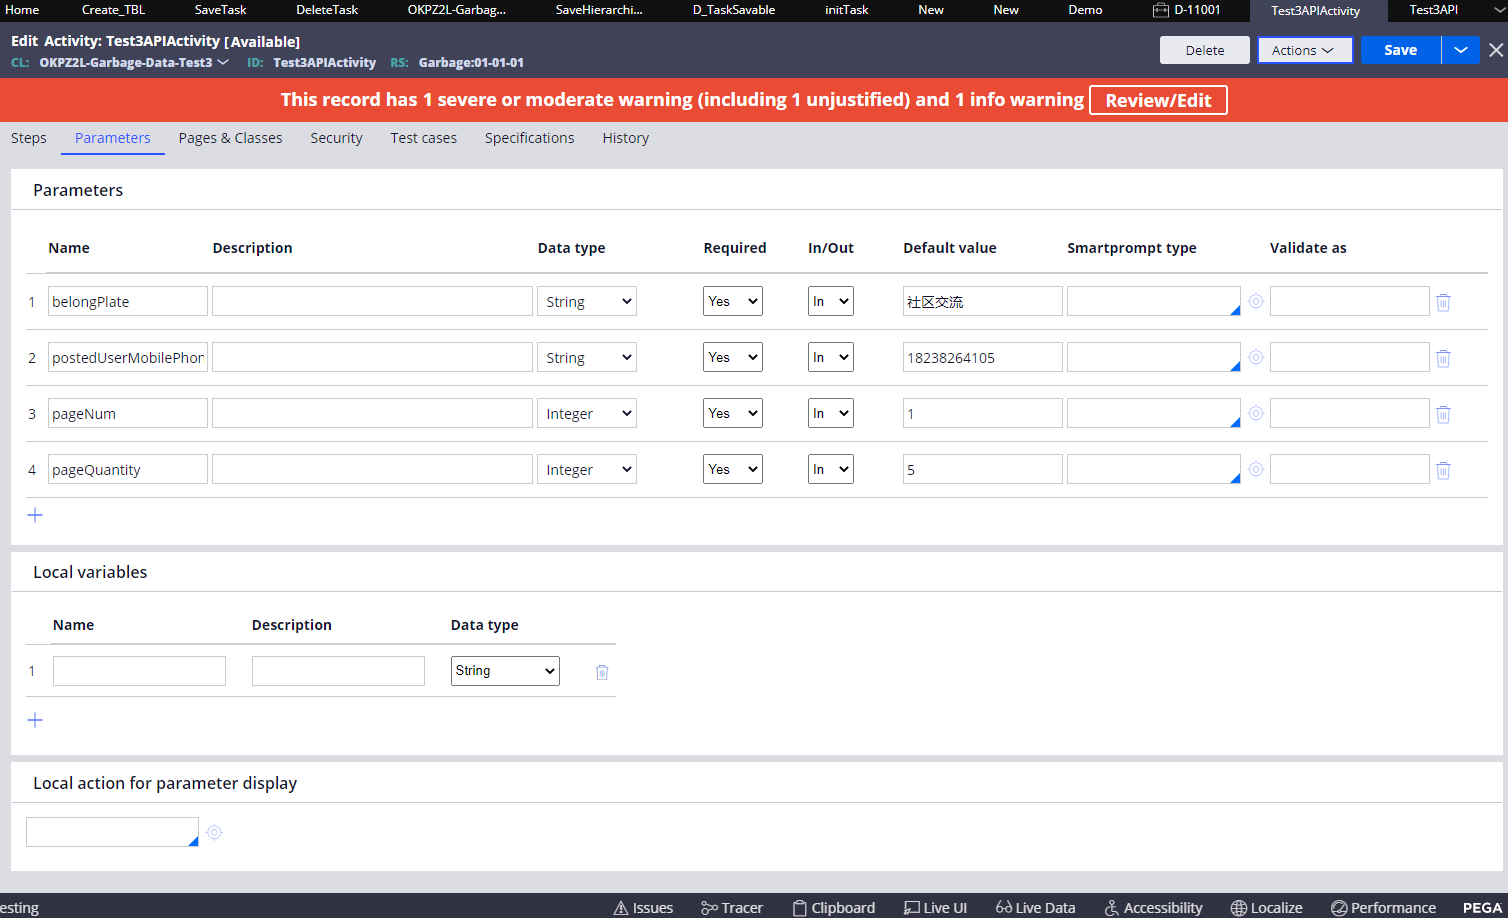 Home Create_TBL SaveTask DeleteTask OKPZ2L-Garbag... SaveHierarchi... D_TaskSavable initTask New New Demo D-11001 Test3APIActivity Test3API
Edit Activity: Test3APIActivity [Available]
Delete Actions Save
CL: OKPZ2L-Garbage-Data-Test3 ID: Test3APIActivity RS: Garbage:01-01-01
This record has 1 severe or moderate warning (including 1 unjustified) and 1 info warning Review/Edit
Steps Parameters Pages & Classes Security Test cases Specifications History
Parameters
Name Description Data type Required In/Out Default value Smartprompt type Validate as
1 belongPlate String Yes In 社区交流
2 postedUserMobilePhon String Yes In 18238264105
3 pageNum Integer Yes In 1
4 pageQuantity Integer Yes In 5
Local variables
Name Description Data type
1 String
Local action for parameter display
esting Issues Tracer Clipboard Live UI Live Data Accessibility Localize Performance PEGA